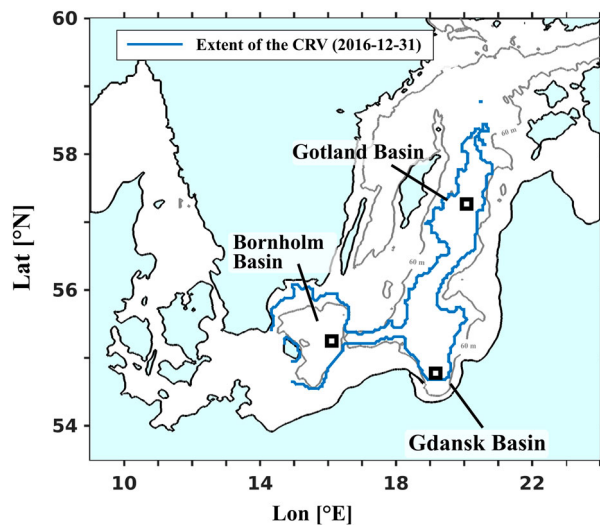 60
Extent of the CRV (2016-12-31)
60 m
58
Gotland Basin
Bornholm
Basin
60 m
56
60 m
54
Gdansk Basin
10
14
18
22
Lat [°N]
Lon [°E]